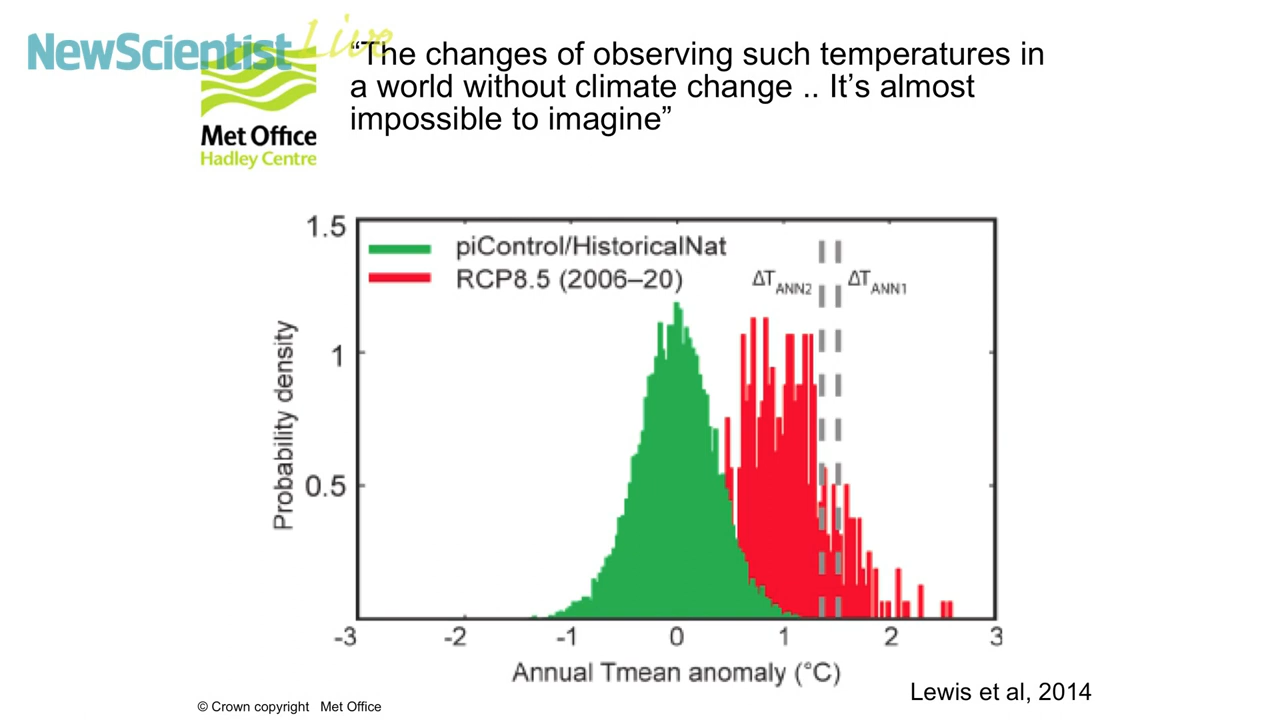 NewScientist Live
“The changes of observing such temperatures in
a world without climate change .. It’s almost
impossible to imagine”
Met Office
Hadley Centre
1.5
piControl/HistoricalNat
RCP8.5 (2006–20)
ΔTANN2
ΔTANN1
1
0.5
Probability density
-3 -2 -1 0 1 2 3
Annual Tmean anomaly (°C)
Lewis et al, 2014
© Crown copyright Met Office